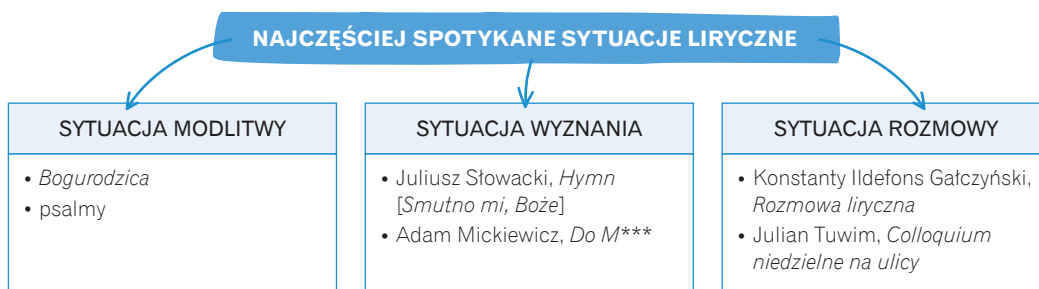 NAJCZĘŚCIEJ SPOTYKANE SYTUACJE LIRYCZNE
SYTUACJA MODLITWY
• Bogurodzica
• psalmy
SYTUACJA WYZNANIA
• Juliusz Słowacki, Hymn
[Smutno mi, Boże]
• Adam Mickiewicz, Do M***
SYTUACJA ROZMOWY
• Konstanty Ildefons Gałczyński,
Rozmowa liryczna
• Julian Tuwim, Colloquium
niedzielne na ulicy